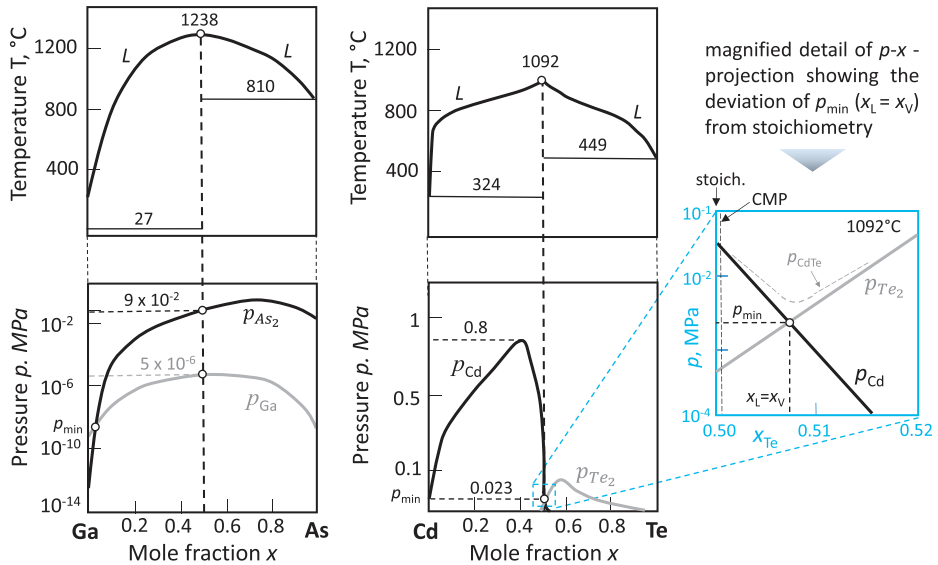 1238
Temperature T, °C
1200
800
400
L
L
810
27
1092
Temperature T, °C
1200
800
400
L
L
449
324
magnified detail of p-x -
projection showing the
deviation of pmin (xL = xV)
from stoichiometry
stoich.
CMP
10-1
1092°C
pCdTe
10-2
pTe2
pmin
p, MPa
pCd
xL=xV
10-4
0.50
xTe
0.51
0.52
Pressure p. MPa
9 x 10-2
10-2
pAs2
5 x 10-6
10-6
pGa
pmin
10-10
10-14
Ga
0.2
0.4
0.6
0.8
As
Mole fraction x
Pressure p. MPa
1
0.8
pCd
0.5
0.1
pTe2
pmin
0.023
Cd
0.2
0.4
0.6
0.8
Te
Mole fraction x